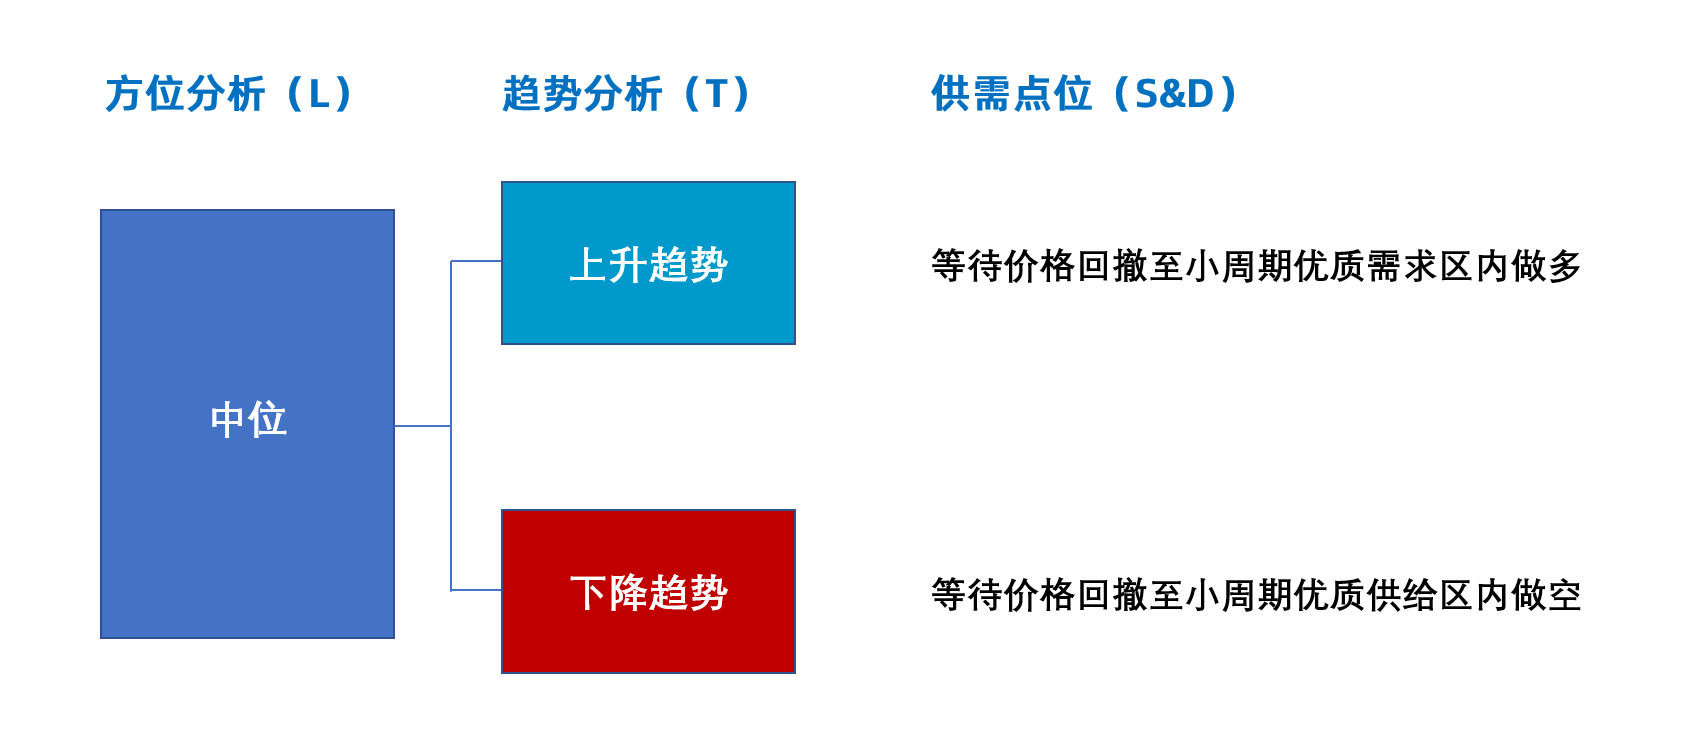 方位分析（L）
趋势分析（T）
供需点位（S&D）
中位
上升趋势
等待价格回撤至小周期优质需求区内做多
下降趋势
等待价格回撤至小周期优质供给区内做空